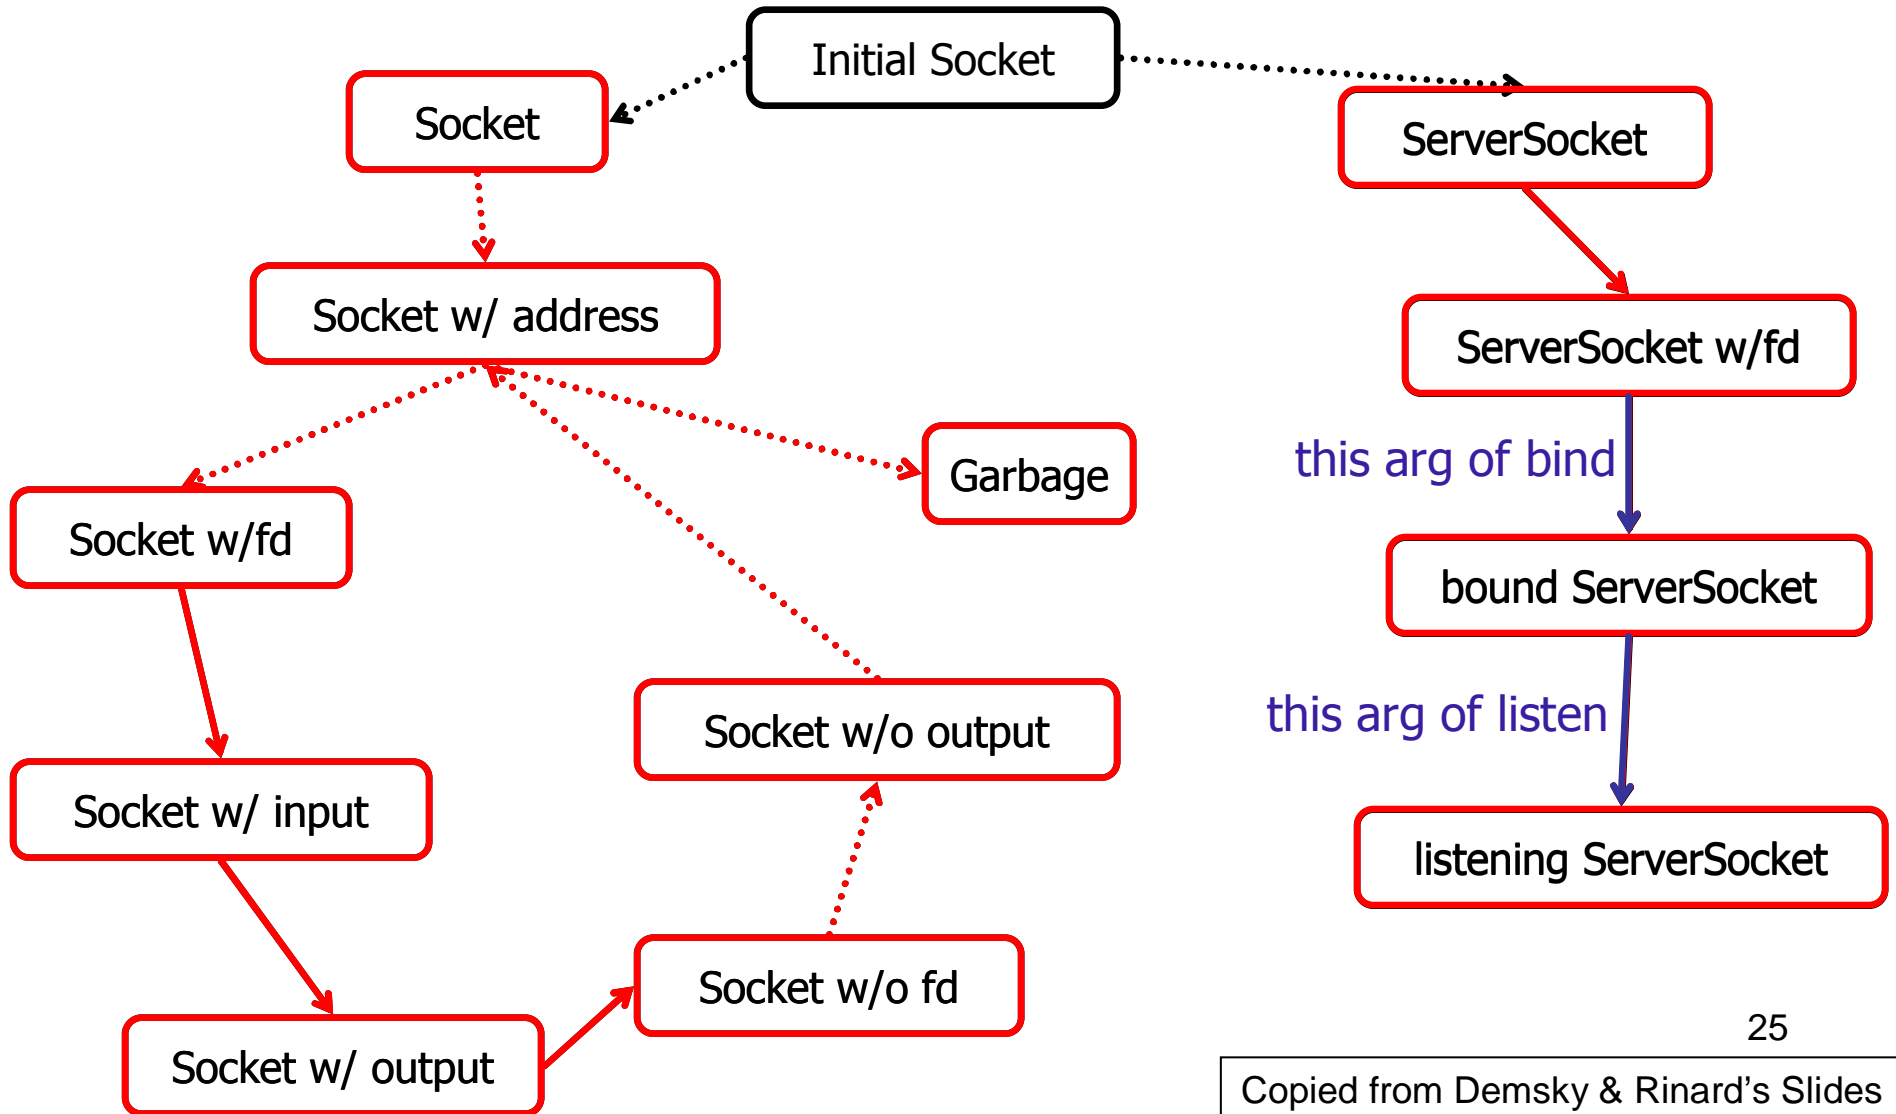 Initial Socket
Socket
ServerSocket
Socket w/ address
ServerSocket w/fd
this arg of bind
Garbage
Socket w/fd
bound ServerSocket
Socket w/o output
this arg of listen
Socket w/ input
listening ServerSocket
Socket w/o fd
Socket w/ output
25
Copied from Demsky & Rinard's Slides